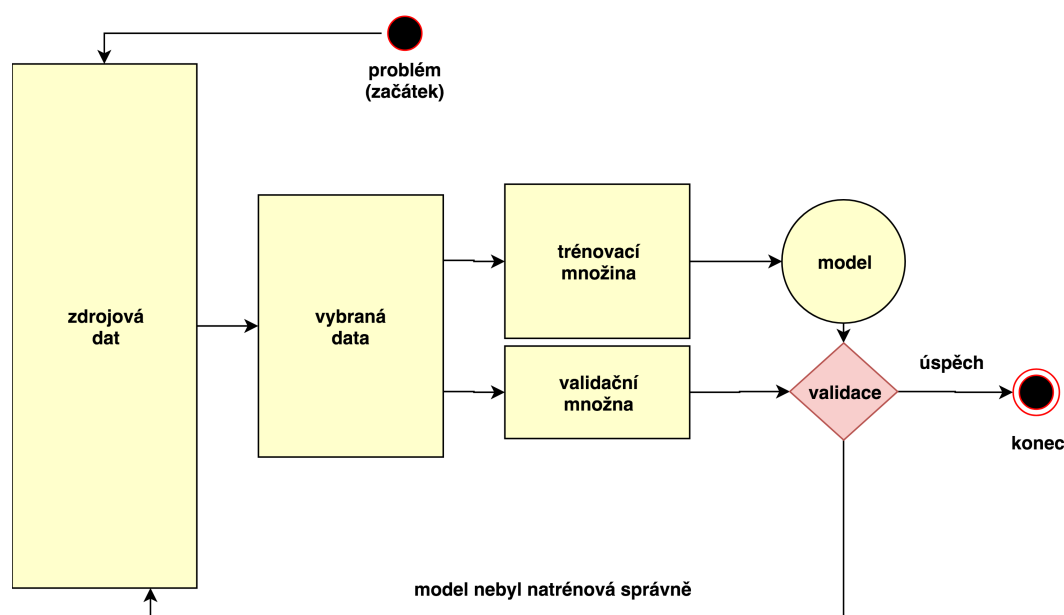 problém
(začátek)
zdrojová
dat
vybraná
data
trénovací
množina
validační
množna
model
validace
úspěch
konec
model nebyl natrénová správně